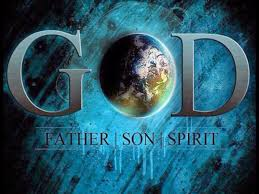 GOD
FATHER | SON | SPIRIT